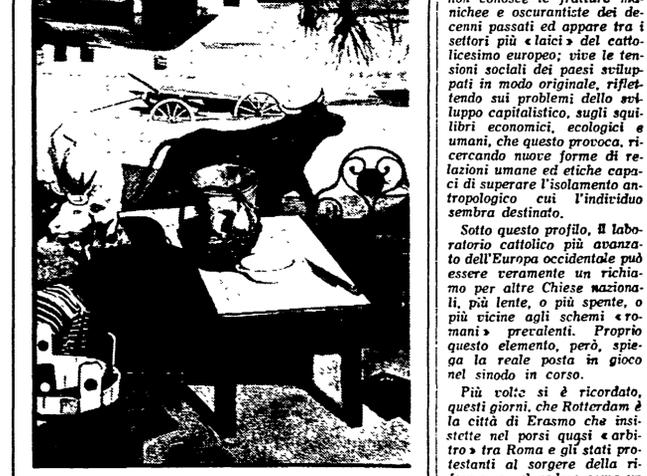 non conosce le fratture ma-
nichee e oscurantiste dei de-
cenni passati ed appare tra i
settori più « laici » del catto-
licesimo europeo; vive le ten-
sioni sociali dei paesi svilup-
pati in modo originale, riflet-
tendo sui problemi dello svi-
luppo capitalistico, sugli squi-
libri economici, ecologici e
umani, che questo provoca, ri-
cercando nuove forme di re-
lazioni umane ed etiche capa-
ci di superare l'isolamento an-
tropologico cui l'individuo
sembra destinato.
Sotto questo profilo, il labo-
ratorio cattolico più avanza-
to dell'Europa occidentale può
essere veramente un richia-
mo per altre Chiese naziona-
li, più lente, o più spente, o
più vicine agli schemi « ro-
mani » prevalenti. Proprio
questo elemento, però, spie-
ga la reale posta in gioco
nel sinodo in corso.
Più volte si è ricordato,
questi giorni, che Rotterdam è
la città di Erasmo che insi-
stette nel porsi quasi « arbi-
tro » tra Roma e gli stati pro-
testanti al sorgere della ri-